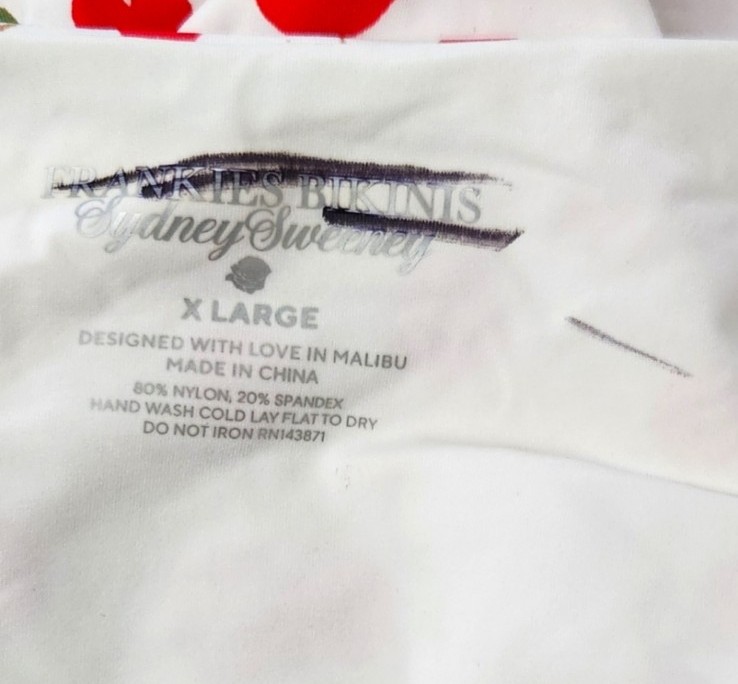 FRANKIES BIKINIS
Sydney Sweeney
X LARGE
DESIGNED WITH LOVE IN MALIBU
MADE IN CHINA
80% NYLON, 20% SPANDEX
HAND WASH COLD LAY FLAT TO DRY
DO NOT IRON RN143871